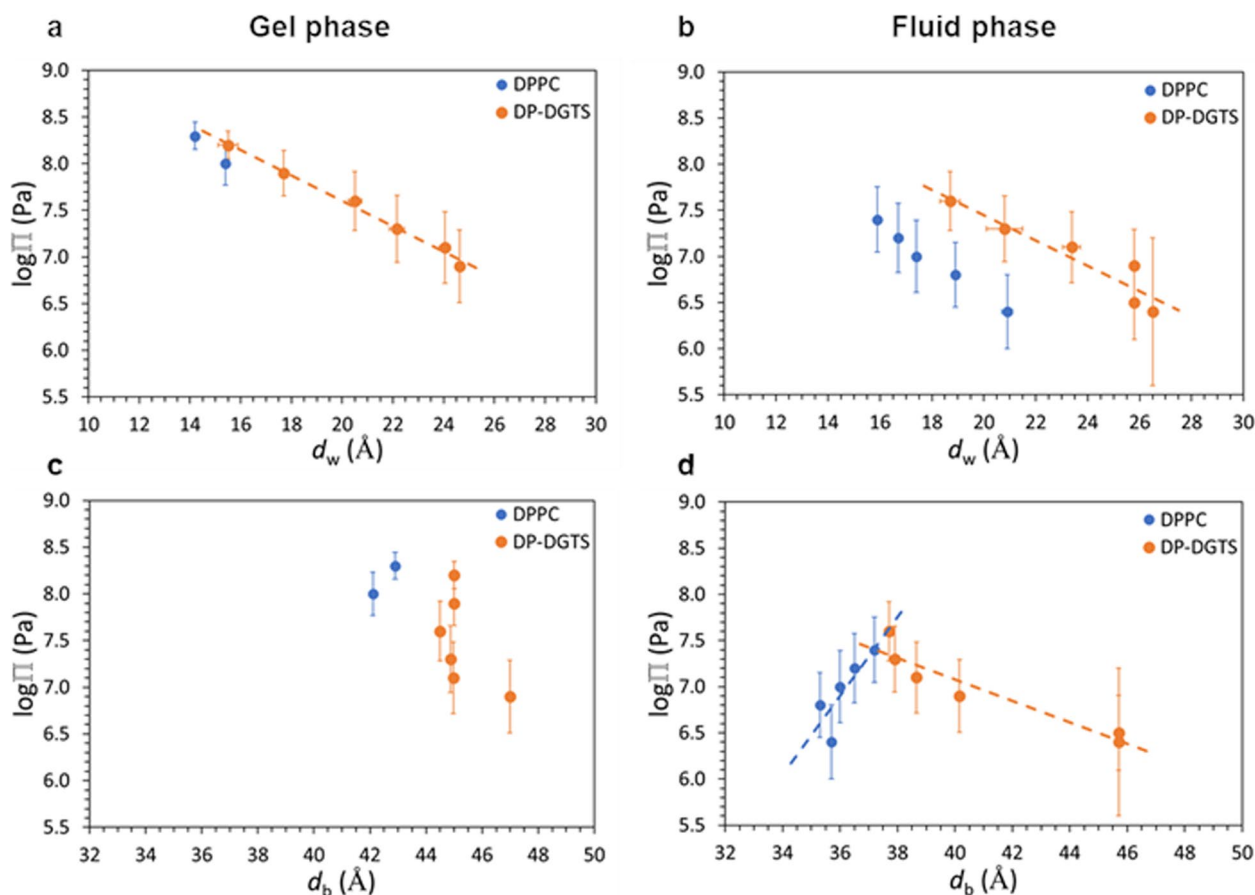 a Gel phase
b Fluid phase
9.0
8.5
8.0
7.5
7.0
6.5
6.0
5.5
logΠ (Pa)
DPPC
DP-DGTS
10 12 14 16 18 20 22 24 26 28 30
d_w (Å)
9.0
8.5
8.0
7.5
7.0
6.5
6.0
5.5
logΠ (Pa)
DPPC
DP-DGTS
10 12 14 16 18 20 22 24 26 28 30
d_w (Å)
c
9.0
8.5
8.0
7.5
7.0
6.5
6.0
5.5
logΠ (Pa)
DPPC
DP-DGTS
32 34 36 38 40 42 44 46 48 50
d_b (Å)
d
9.0
8.5
8.0
7.5
7.0
6.5
6.0
5.5
logΠ (Pa)
DPPC
DP-DGTS
32 34 36 38 40 42 44 46 48 50
d_b (Å)